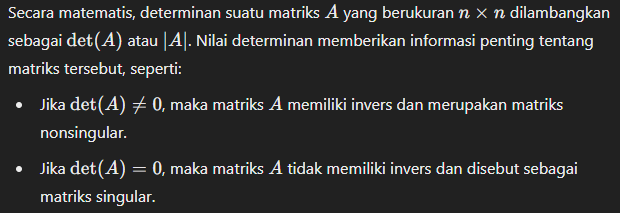 Secara matematis, determinan suatu matriks A yang berukuran n × n dilambangkan
sebagai det(A) atau |A|. Nilai determinan memberikan informasi penting tentang
matriks tersebut, seperti:
• Jika det(A) ≠ 0, maka matriks A memiliki invers dan merupakan matriks
nonsingular.
• Jika det(A) = 0, maka matriks A tidak memiliki invers dan disebut sebagai
matriks singular.